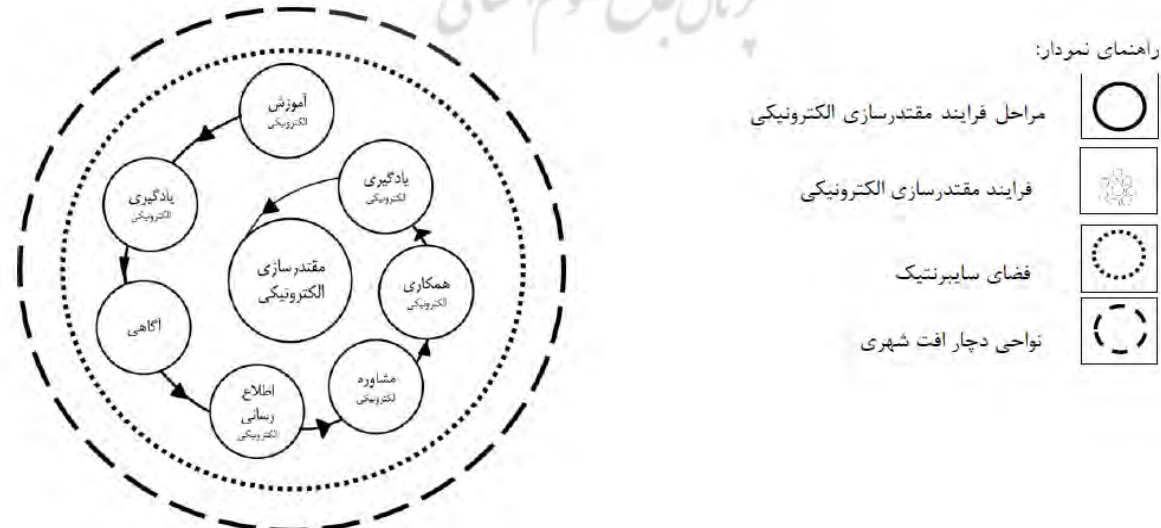 راهنمای نمودار:
مراحل فرایند مقتدرسازی الکترونیکی
فرایند مقتدرسازی الکترونیکی
فضای سایبرنتیک
نواحی دچار افت شهری
آموزش
الکترونیکی
یادگیری
الکترونیکی
آگاهی
اطلاع
رسانی
الکترونیکی
مشاوره
الکترونیکی
همکاری
الکترونیکی
یادگیری
الکترونیکی
مقتدرسازی
الکترونیکی